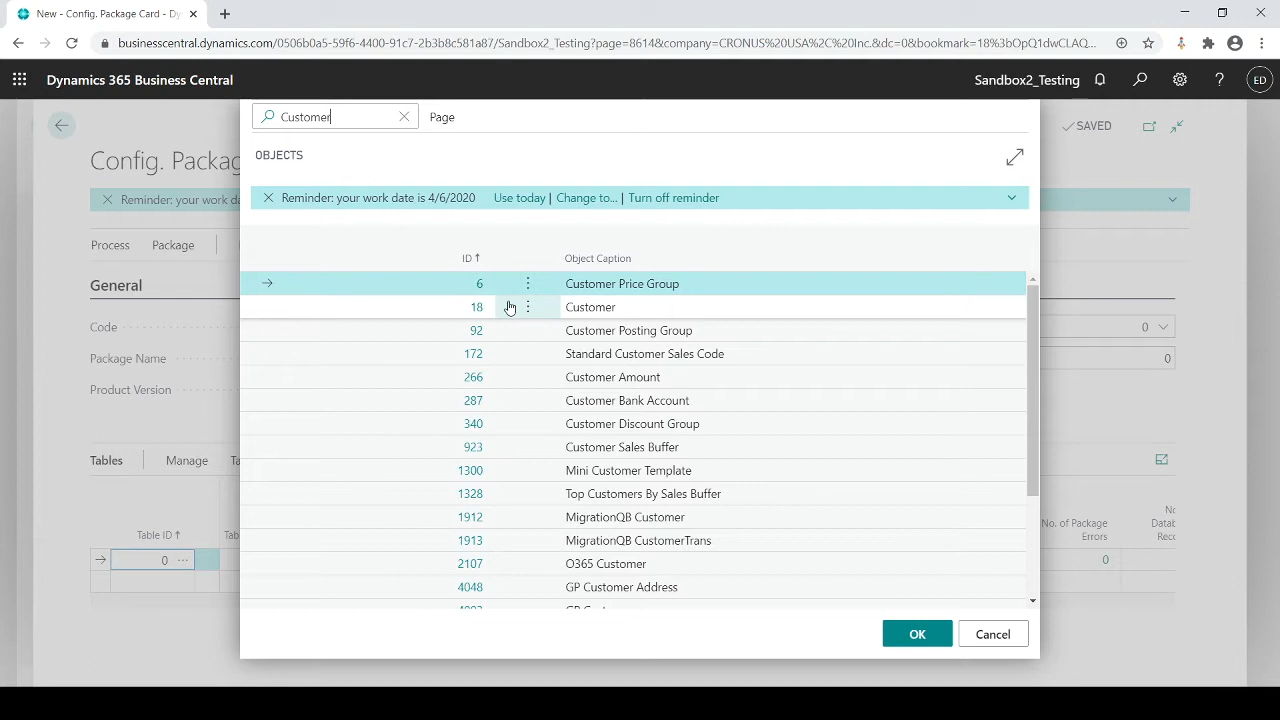 New - Config. Package Card - Dy
businesscentral.dynamics.com/0506b0a5-59f6-4400-91c7-2b3b8c581a87/Sandbox2_Testing?page=8614&company=CRONUS%20USA%2C%20Inc.&dc=0&bookmark=18%3bOpQ1dwCLAQ...
Dynamics 365 Business Central
Sandbox2_Testing
?
ED
Customer
Page
SAVED
OBJECTS
Config. Packag
Reminder: your work da
Reminder: your work date is 4/6/2020 Use today | Change to... | Turn off reminder
Process Package
ID Object Caption
General
6 Customer Price Group
18 Customer
Code
0
92 Customer Posting Group
Package Name
0
172 Standard Customer Sales Code
266 Customer Amount
Product Version
287 Customer Bank Account
340 Customer Discount Group
923 Customer Sales Buffer
Tables Manage Ta
1300 Mini Customer Template
1328 Top Customers By Sales Buffer
1912 MigrationQB Customer
Table ID Tab
No. of Package Errors
No
Datab
Reco
1913 MigrationQB CustomerTrans
0
0
2107 O365 Customer
4048 GP Customer Address
OK
Cancel